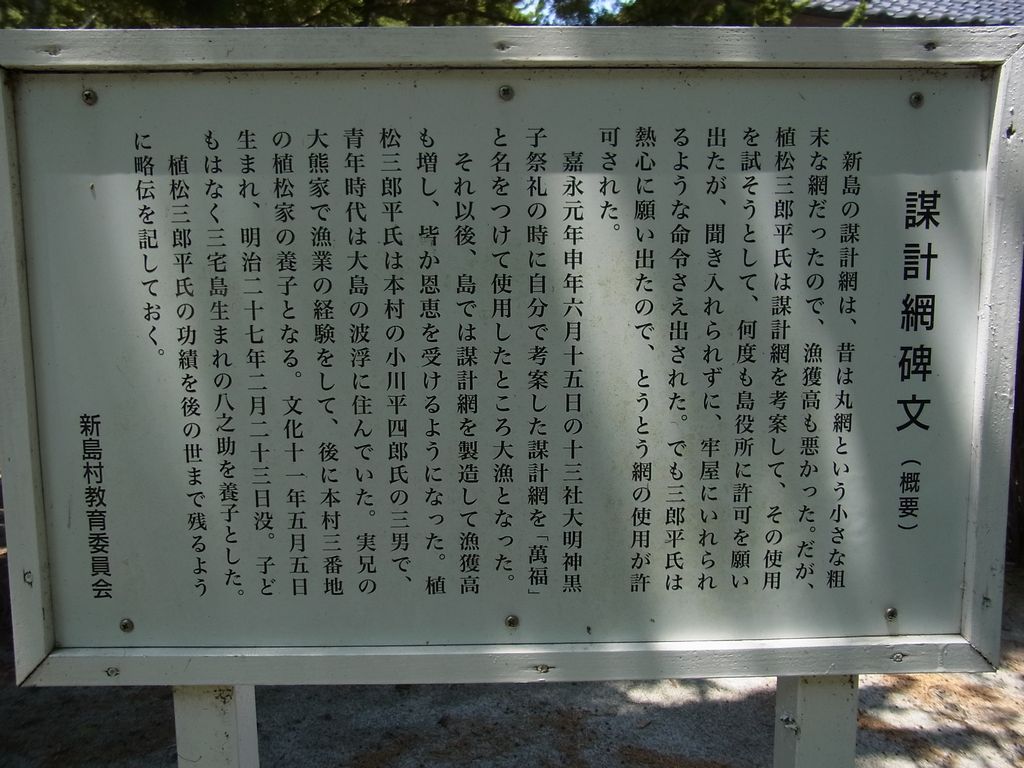 謀計網碑文（概要）
新島の謀計網は、昔は丸網という小さな粗
末な網だったので、漁獲高も悪かった。だが、
植松三郎平氏は謀計網を考案して、その使用
を試そうとして、何度も島役所に許可を願い
出たが、聞き入れられずに、牢屋にいれられ
るような命令さえ出された。でも三郎平氏は
熱心に願い出たので、とうとう網の使用が許
可された。
嘉永元年申年六月十五日の十三社大明神黒
子祭礼の時に自分で考案した謀計網を「萬福」
と名をつけて使用したところ大漁となった。
それ以後、島では謀計網を製造して漁獲高
も増し、皆か恩恵を受けるようになった。植
松三郎平氏は本村の小川平四郎氏の三男で、
青年時代は大島の波浮に住んでいた。実兄の
大熊家で漁業の経験をして、後に本村三番地
の植松家の養子となる。文化十一年五月五日
生まれ、明治二十七年二月二十三日没。子ど
もはなく三宅島生まれの八之助を養子とした。
植松三郎平氏の功績を後の世まで残るよう
に略伝を記しておく。
新島村教育委員会